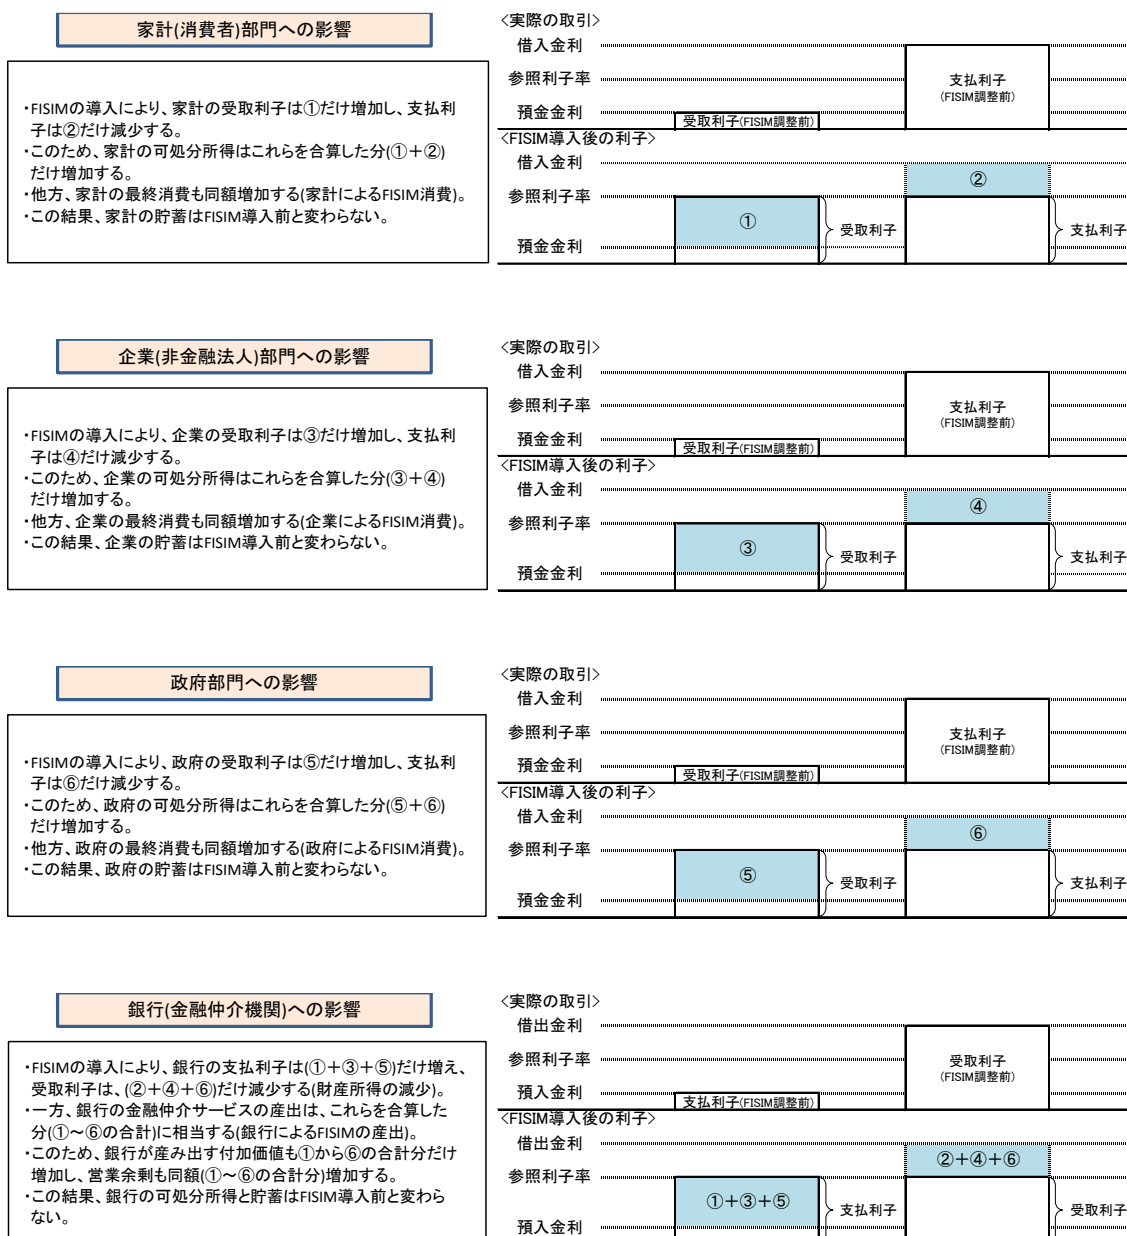 家計(消費者)部門への影響
・FISIMの導入により、家計の受取利子は①だけ増加し、支払利
子は②だけ減少する。
・このため、家計の可処分所得はこれらを合算した分(①＋②)
だけ増加する。
・他方、家計の最終消費も同額増加する(家計によるFISIM消費)。
・この結果、家計の貯蓄はFISIM導入前と変わらない。
<実際の取引>
借入金利
参照利子率
預金金利
受取利子(FISIM調整前)
支払利子
(FISIM調整前)
<FISIM導入後の利子>
借入金利
参照利子率
預金金利
①
受取利子
②
支払利子
企業(非金融法人)部門への影響
・FISIMの導入により、企業の受取利子は③だけ増加し、支払利
子は④だけ減少する。
・このため、企業の可処分所得はこれらを合算した分(③＋④)
だけ増加する。
・他方、企業の最終消費も同額増加する(企業によるFISIM消費)。
・この結果、企業の貯蓄はFISIM導入前と変わらない。
<実際の取引>
借入金利
参照利子率
預金金利
受取利子(FISIM調整前)
支払利子
(FISIM調整前)
<FISIM導入後の利子>
借入金利
参照利子率
預金金利
③
受取利子
④
支払利子
政府部門への影響
・FISIMの導入により、政府の受取利子は⑤だけ増加し、支払利
子は⑥だけ減少する。
・このため、政府の可処分所得はこれらを合算した分(⑤＋⑥)
だけ増加する。
・他方、政府の最終消費も同額増加する(政府によるFISIM消費)。
・この結果、政府の貯蓄はFISIM導入前と変わらない。
<実際の取引>
借入金利
参照利子率
預金金利
受取利子(FISIM調整前)
支払利子
(FISIM調整前)
<FISIM導入後の利子>
借入金利
参照利子率
預金金利
⑤
受取利子
⑥
支払利子
銀行(金融仲介機関)への影響
・FISIMの導入により、銀行の支払利子は(①＋③＋⑤)だけ増え、
受取利子は、(②＋④＋⑥)だけ減少する(財産所得の減少)。
・一方、銀行の金融仲介サービスの産出は、これらを合算した
分(①～⑥の合計)に相当する(銀行によるFISIMの産出)。
・このため、銀行が産み出す付加価値も①から⑥の合計分だけ
増加し、営業余剰も同額(①～⑥の合計分)増加する。
・この結果、銀行の可処分所得と貯蓄はFISIM導入前と変わら
ない。
<実際の取引>
借出金利
参照利子率
預入金利
支払利子(FISIM調整前)
受取利子
(FISIM調整前)
<FISIM導入後の利子>
借出金利
参照利子率
預入金利
①＋③＋⑤
支払利子
②＋④＋⑥
受取利子